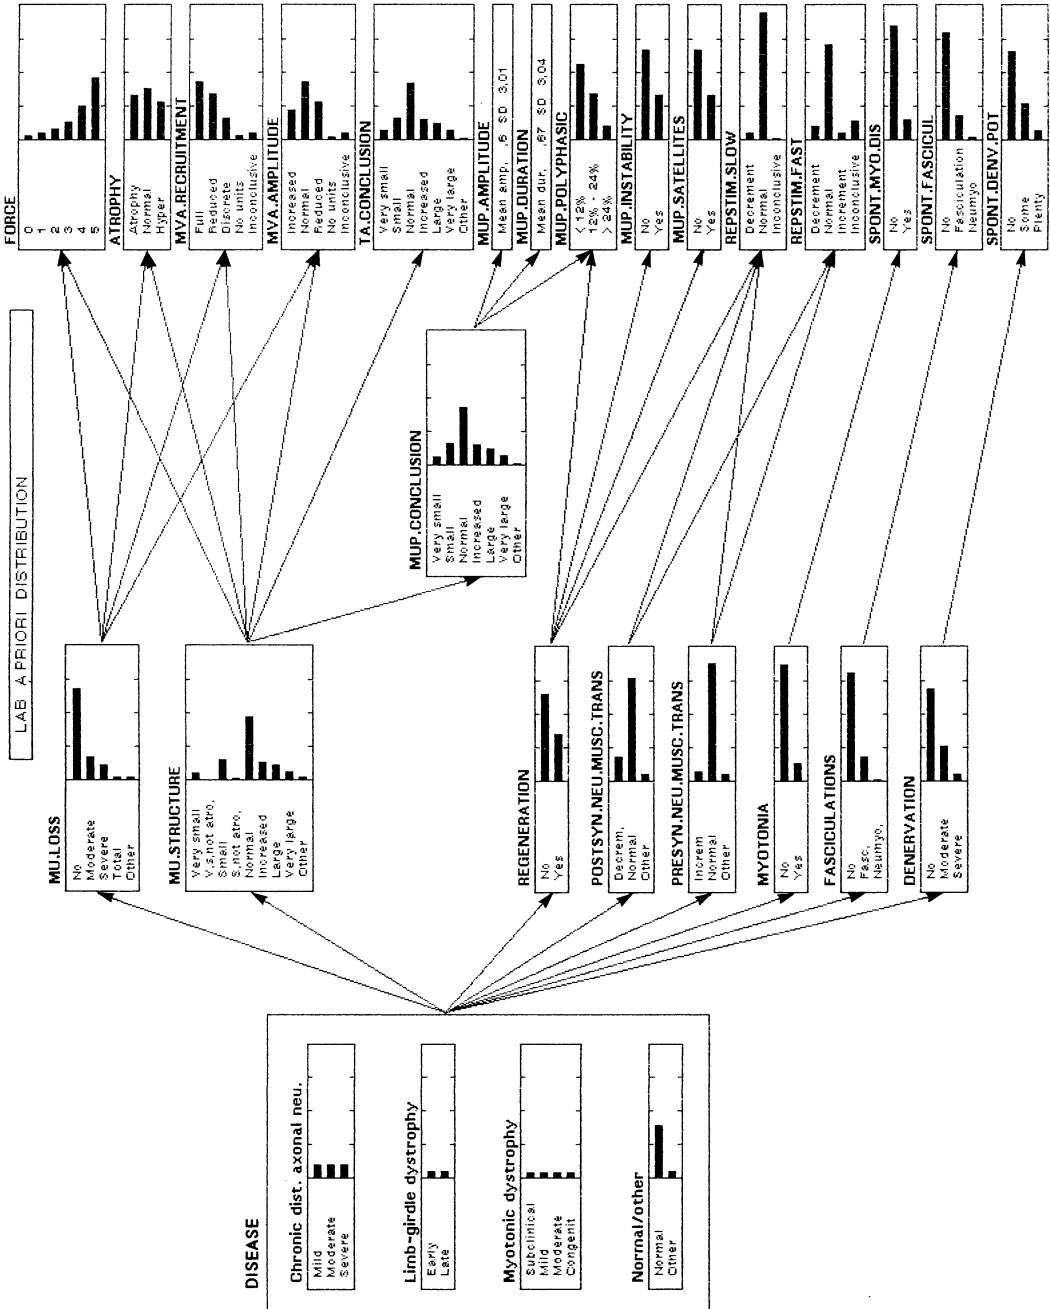 LAB A PRIORI DISTRIBUTION
DISEASE
Chronic dist. axonal neu.
Mild
Moderate
Severe
Limb-girdle dystrophy
Early
Late
Myotonic dystrophy
Subclinical
Mild
Moderate
Congenit
Normal/other
Normal
Other
MU.LOSS
No
Moderate
Severe
Total
Other
MU.STRUCTURE
Very small
V.s.not atro.
Small
S.not atro.
Normal
Increased
Large
Very large
Other
REGENERATION
No
Yes
POSTSYN.NEU.MUSC.TRANS
Decrem.
Normal
Other
PRESYN.NEU.MUSC.TRANS
Increm
Normal
Other
MYOTONIA
No
Yes
FASCICULATIONS
No
Fasc.
Neumyo.
DENERVATION
No
Moderate
Severe
MUP.CONCLUSION
Very small
Small
Normal
Increased
Large
Very large
Other
FORCE
0
1
2
3
4
5
ATROPHY
Atrophy
Normal
Hyper
MVA.RECRUITMENT
Full
Reduced
Discrete
No units
Inconclusive
MVA.AMPLITUDE
Increased
Normal
Reduced
No units
Inconclusive
TA.CONCLUSION
Very small
Small
Normal
Increased
Large
Very large
Other
MUP.AMPLITUDE
Mean amp. .6 SD 3.01
MUP.DURATION
Mean dur. .67 SD 3.04
MUP.POLYPHASIC
<12%
12% - 24%
>24%
MUP.INSTABILITY
No
Yes
MUP.SATELLITES
No
Yes
REPSTIM.SLOW
Decrement
Normal
Inconclusive
REPSTIM.FAST
Decrement
Normal
Increment
Inconclusive
SPONT.MYO.DIS
No
Yes
SPONT.FASCICUL
No
Fasciculation
Neumyo
SPONT.DENV.POT
No
Some
Plenty